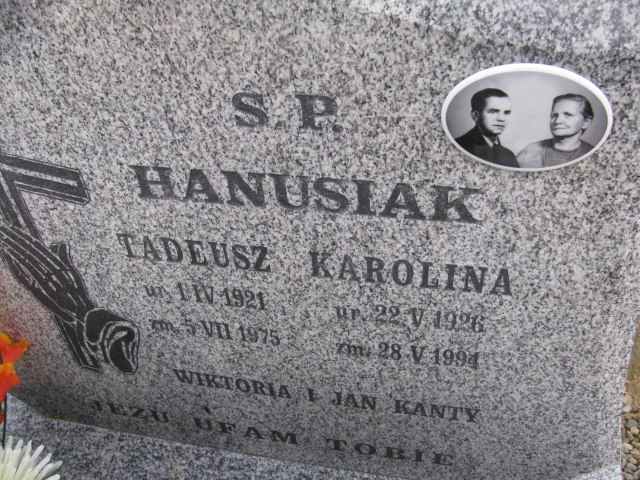 S.P.
HANUSIAK
TADEUSZ KAROLINA
ur. 1 IV 1921 ur. 22 V 1926
zm. 5 VII 1975 zm. 28 V 1994
WIKTORIA I JAN KANTY
JEZU UFAM TOBIE